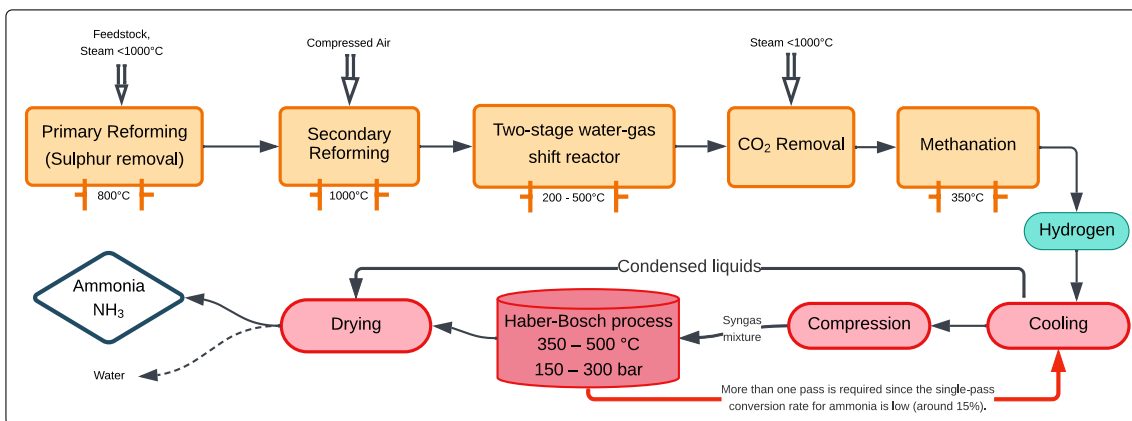 Feedstock,
Steam <1000°C
Compressed Air
Steam <1000°C
Primary Reforming
(Sulphur removal)
Secondary
Reforming
Two-stage water-gas
shift reactor
CO₂ Removal
Methanation
800°C
1000°C
200 - 500°C
350°C
Hydrogen
Condensed liquids
Ammonia
NH₃
Drying
Haber-Bosch process
350 – 500 °C
150 – 300 bar
Syngas
mixture
Compression
Cooling
Water
More than one pass is required since the single-pass
conversion rate for ammonia is low (around 15%).